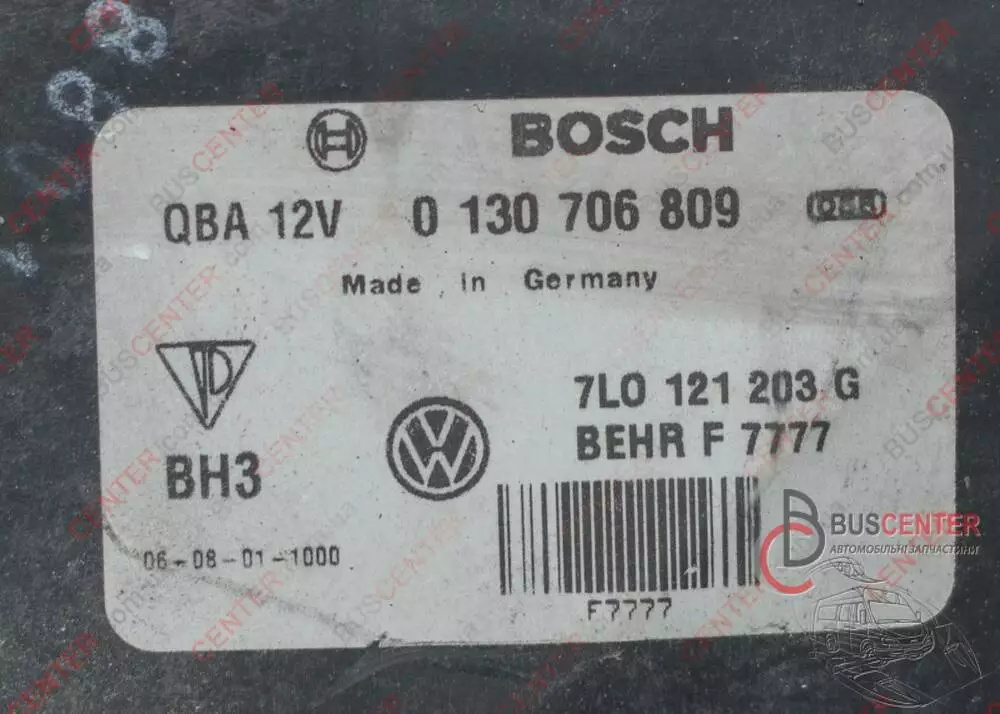 BOSCH
QBA 12V 0 130 706 809
Made in Germany
7L0 121 203 G
BEHR F 7777
BH3
06-08-01-1000
F7777
BUSCENTER
АВТОМОБІЛЬНІ ЗАПЧАСТИНИ